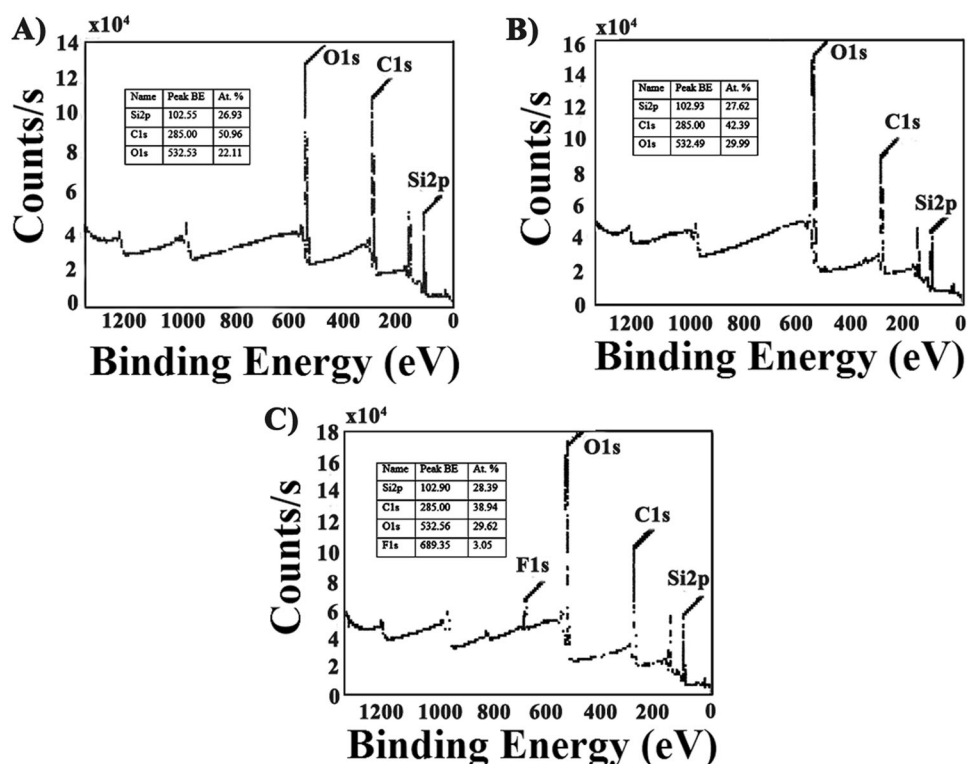 A)
x10⁴
Counts/s
14
12
10
8
6
4
2
0
O1s
C1s
Si2p
Name Peak BE At. %
Si2p 102.55 26.93
C1s 285.00 50.96
O1s 532.53 22.11
1200 1000 800 600 400 200 0
Binding Energy (eV)
B)
x10⁴
Counts/s
16
14
12
10
8
6
4
2
0
O1s
C1s
Si2p
Name Peak BE At. %
Si2p 102.93 27.62
C1s 285.00 42.39
O1s 532.49 29.99
1200 1000 800 600 400 200 0
Binding Energy (eV)
C)
x10⁴
Counts/s
18
16
14
12
10
8
6
4
2
0
O1s
C1s
F1s
Si2p
Name Peak BE At. %
Si2p 102.90 28.39
C1s 285.00 38.94
O1s 532.56 29.62
F1s 689.35 3.05
1200 1000 800 600 400 200 0
Binding Energy (eV)